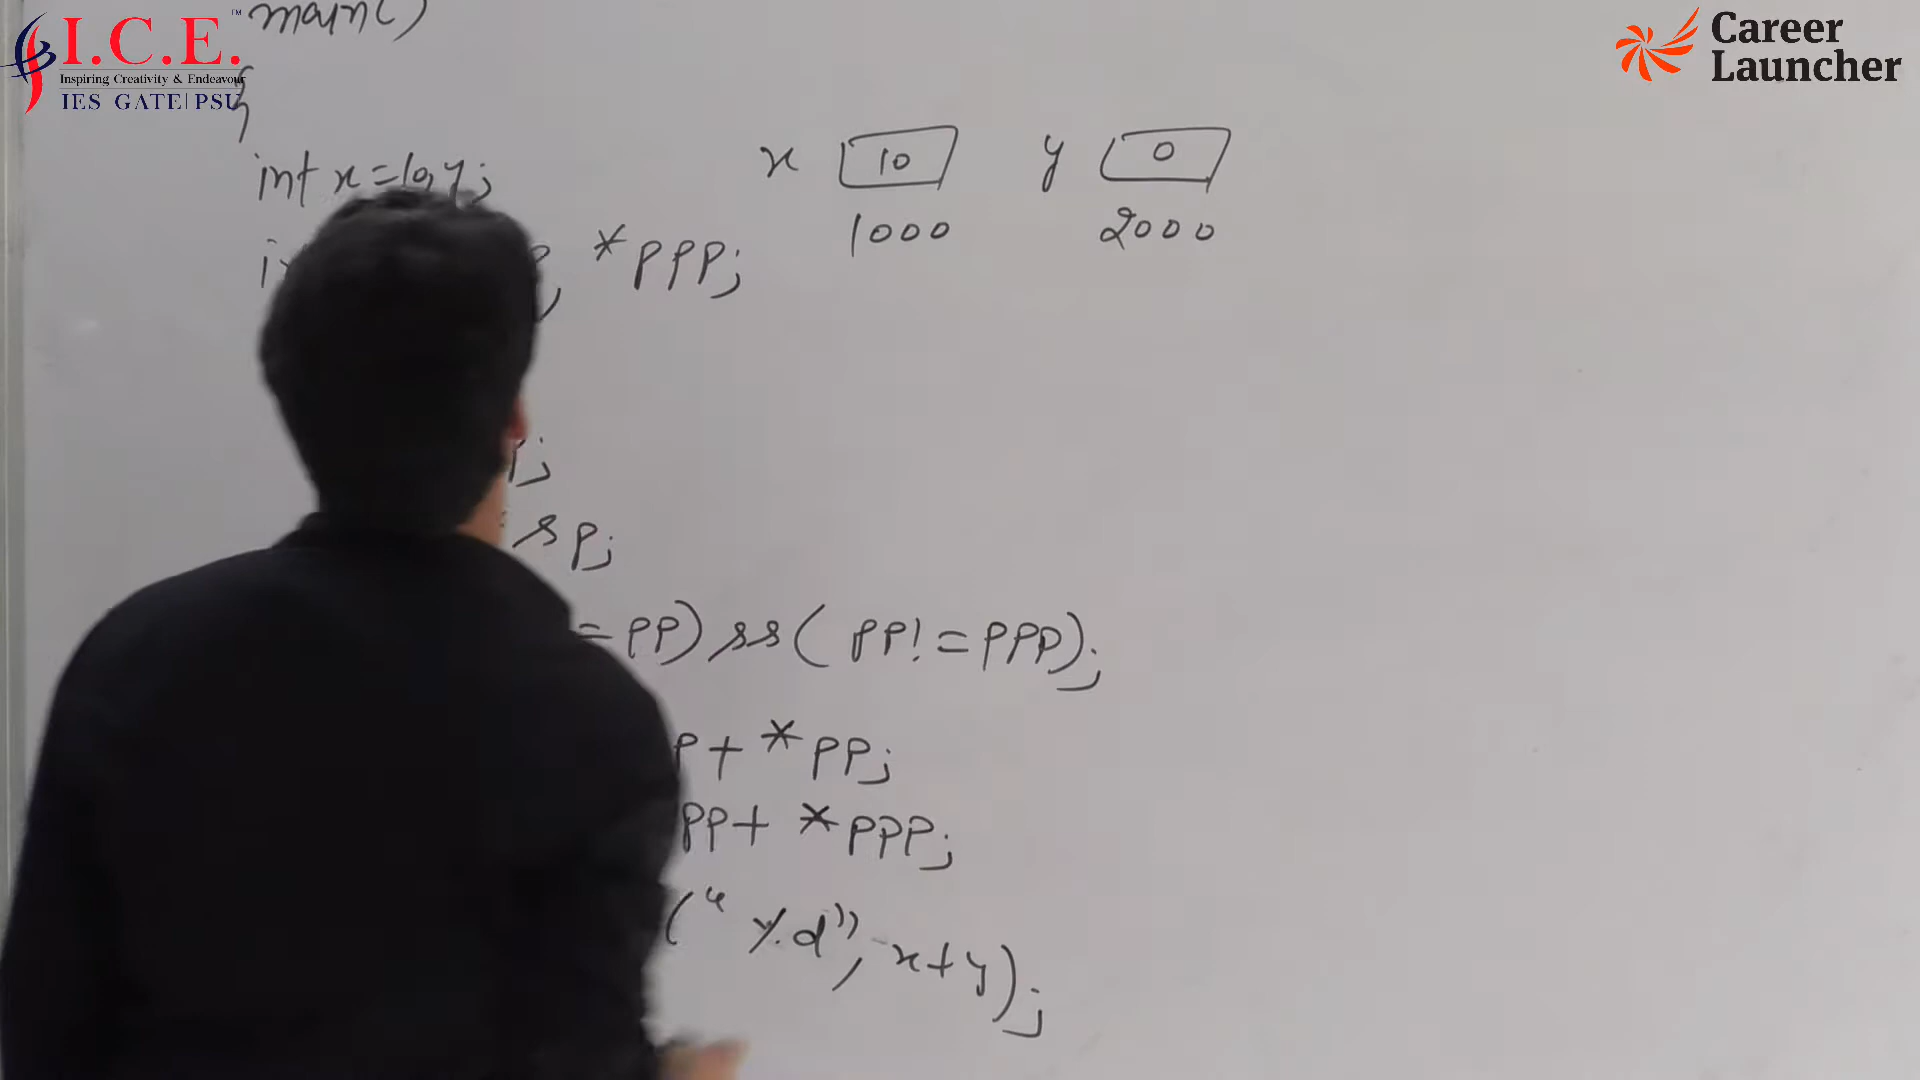 main()
I.C.E.™
Inspiring Creativity & Endeavour
IES GATE|PSU
Career
Launcher
{
int x=10,y;
x 10 y 0
1000 2000
*ppp;
;
&p;
=pp)&&(pp!=ppp);
p+*pp;
pp+*ppp;
("%d",x+y);